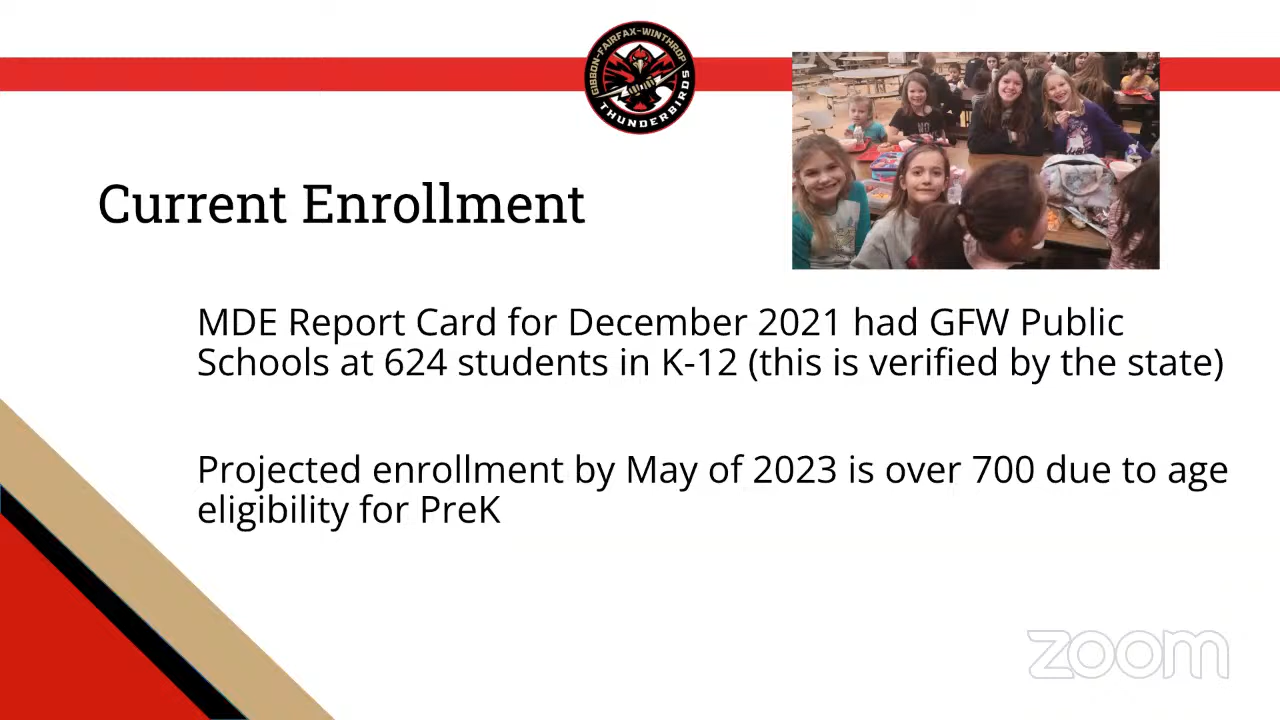 GIBBON-FAIRFAX-WINTHROP
THUNDERBIRDS
Current Enrollment
MDE Report Card for December 2021 had GFW Public
Schools at 624 students in K-12 (this is verified by the state)
Projected enrollment by May of 2023 is over 700 due to age
eligibility for PreK
zoom